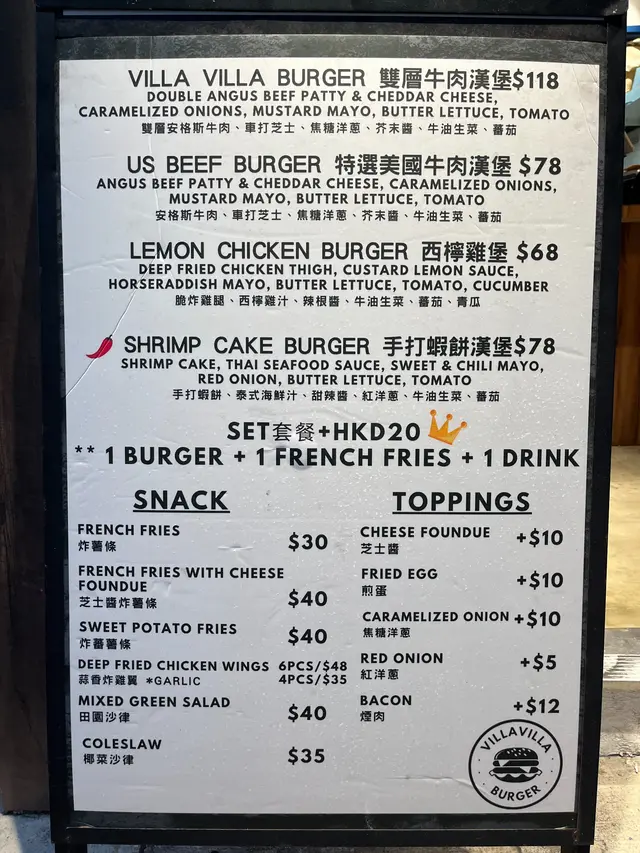 VILLA VILLA BURGER 雙層牛肉漢堡$118
DOUBLE ANGUS BEEF PATTY & CHEDDAR CHEESE,
CARAMELIZED ONIONS, MUSTARD MAYO, BUTTER LETTUCE, TOMATO
雙層安格斯牛肉、車打芝士、焦糖洋蔥、芥末醬、牛油生菜、蕃茄
US BEEF BURGER 特選美國牛肉漢堡 $78
ANGUS BEEF PATTY & CHEDDAR CHEESE, CARAMELIZED ONIONS,
MUSTARD MAYO, BUTTER LETTUCE, TOMATO
安格斯牛肉、車打芝士、焦糖洋蔥、芥末醬、牛油生菜、蕃茄
LEMON CHICKEN BURGER 西檸雞堡 $68
DEEP FRIED CHICKEN THIGH, CUSTARD LEMON SAUCE,
HORSERADDISH MAYO, BUTTER LETTUCE, TOMATO, CUCUMBER
脆炸雞腿、西檸雞汁、辣根醬、牛油生菜、蕃茄、青瓜
SHRIMP CAKE BURGER 手打蝦餅漢堡$78
SHRIMP CAKE, THAI SEAFOOD SAUCE, SWEET & CHILI MAYO,
RED ONION, BUTTER LETTUCE, TOMATO
手打蝦餅、泰式海鮮汁、甜辣醬、紅洋蔥、牛油生菜、蕃茄
SET套餐+HKD20
** 1 BURGER + 1 FRENCH FRIES + 1 DRINK
SNACK
FRENCH FRIES
炸薯條 $30
FRENCH FRIES WITH CHEESE
FOUNDUE
芝士醬炸薯條 $40
SWEET POTATO FRIES
炸蕃薯條 $40
DEEP FRIED CHICKEN WINGS 6PCS/$48
蒜香炸雞翼 *GARLIC 4PCS/$35
MIXED GREEN SALAD
田園沙律 $40
COLESLAW
椰菜沙律 $35
TOPPINGS
CHEESE FOUNDUE +$10
芝士醬
FRIED EGG +$10
煎蛋
CARAMELIZED ONION +$10
焦糖洋蔥
RED ONION +$5
紅洋蔥
BACON +$12
煙肉
VILLAVILLA
BURGER